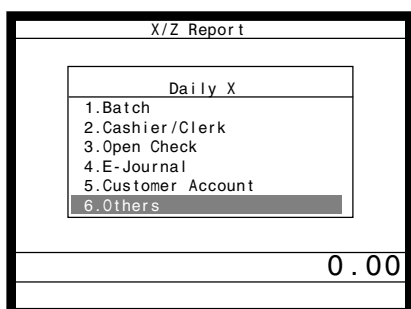 X/Z Report
Daily X
1.Batch
2.Cashier/Clerk
3.Open Check
4.E-Journal
5.Customer Account
6.Others
0.00